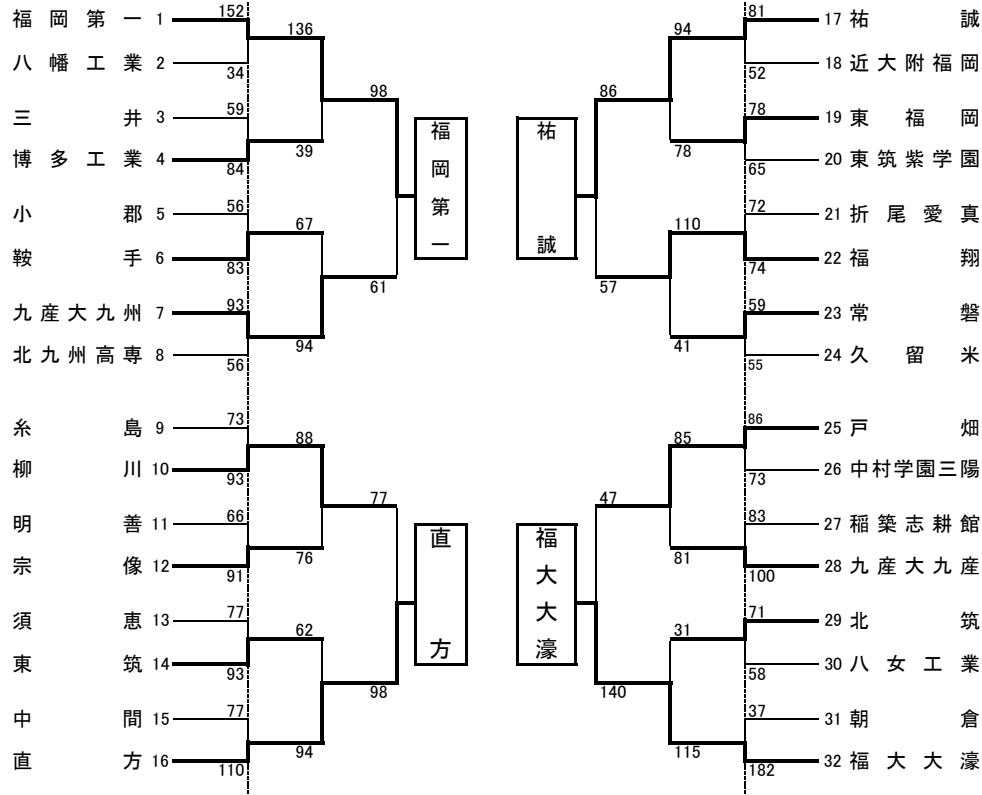 福岡第一 1 152
136
八幡工業 2 34
98
三井 3 59
39
博多工業 4 84
福岡第一
小郡 5 56
67
鞍手 6 83
61
九産大九州 7 93
94
北九州高専 8 56
糸島 9 73
88
柳川 10 93
77
明善 11 66
76
宗像 12 91
直方
須恵 13 77
62
東筑 14 93
98
中間 15 77
94
直方 16 110
81 17 祐誠
94
52 18 近大附福岡
86
78 19 東福岡
78
65 20 東筑紫学園
祐誠
72 21 折尾愛真
110
74 22 福翔
57
59 23 常磐
41
55 24 久留米
86 25 戸畑
85
73 26 中村学園三陽
47
83 27 稲築志耕館
81
100 28 九産大九産
福大大濠
71 29 北筑
31
58 30 八女工業
140
37 31 朝倉
115
182 32 福大大濠